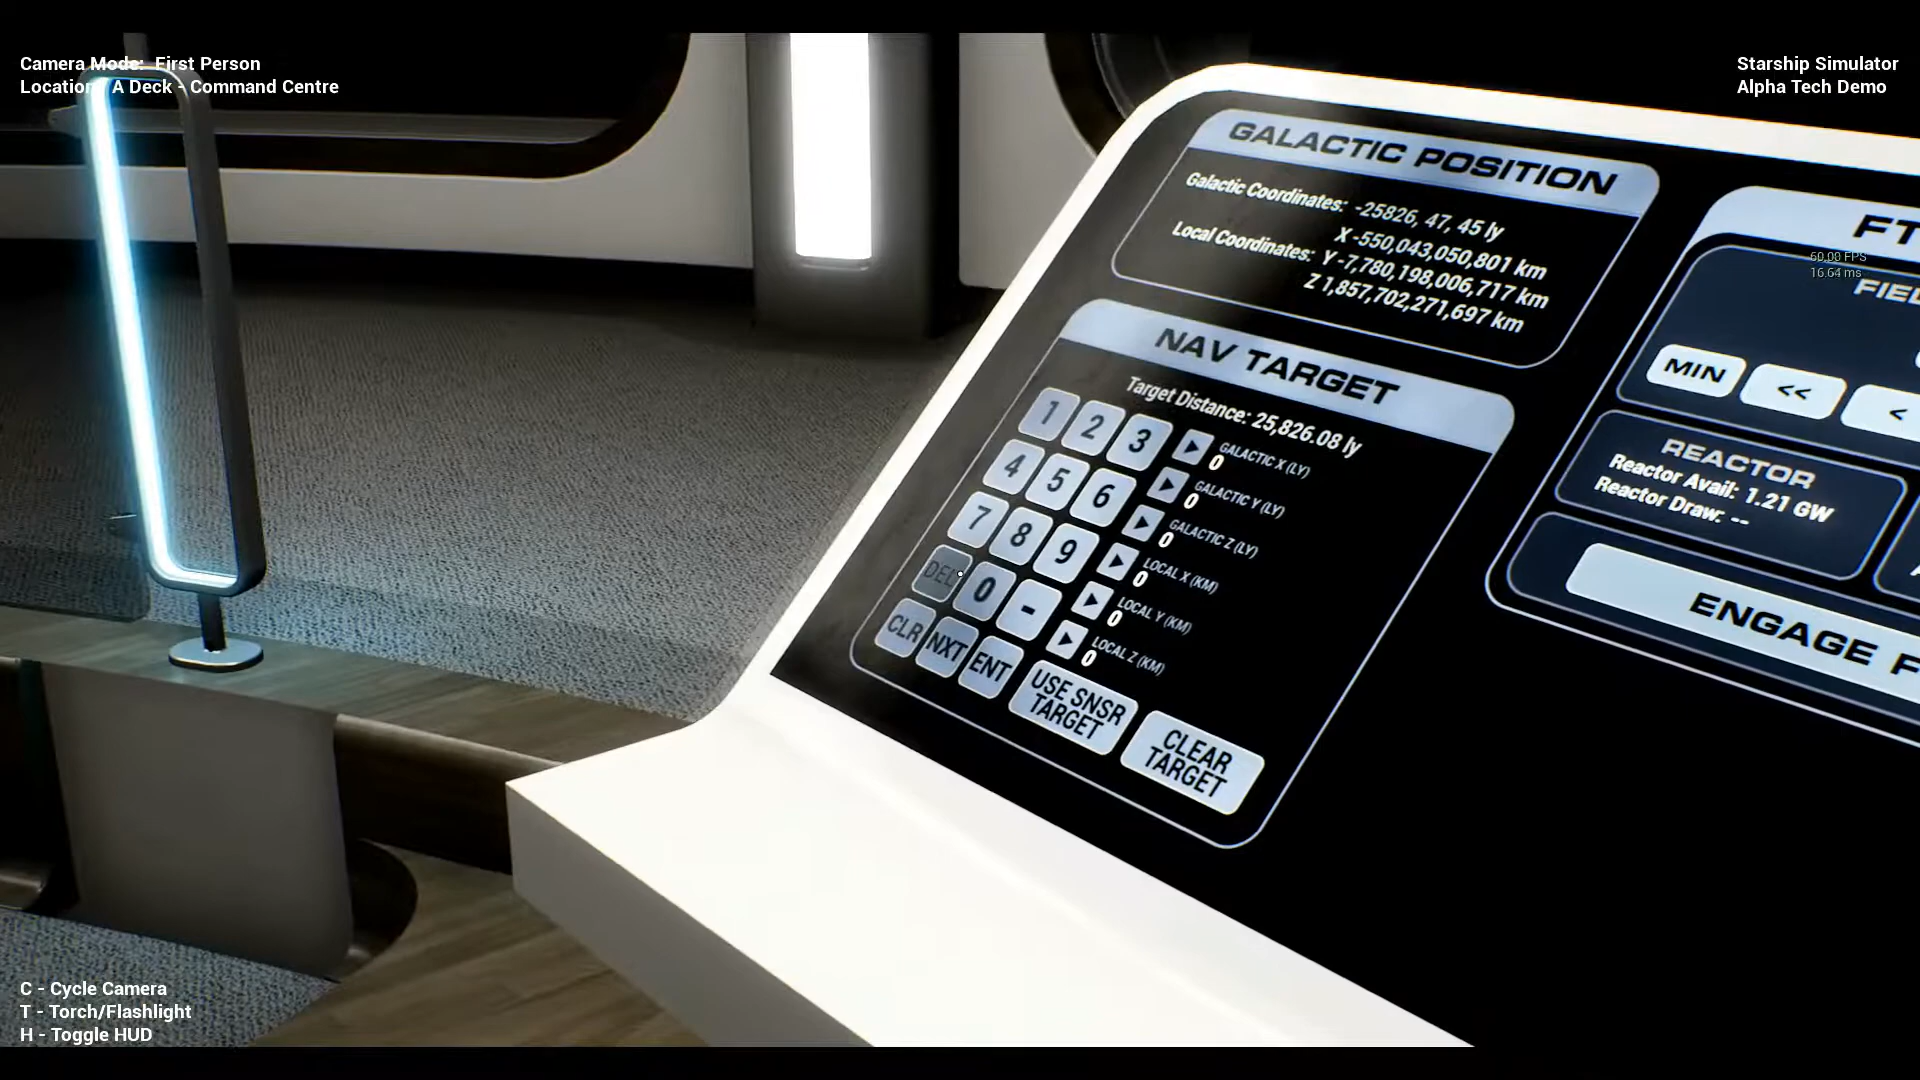 Camera Mode: First Person
Location: A Deck - Command Centre
Starship Simulator
Alpha Tech Demo
GALACTIC POSITION
Galactic Coordinates: -25826, 47, 45 ly
Local Coordinates:
X -550,043,050,801 km
Y -7,780,198,006,717 km
Z 1,857,702,271,697 km
NAV TARGET
Target Distance: 25,826.08 ly
1 2 3
4 5 6
7 8 9
DEL 0 -
CLR NXT ENT
GALACTIC X (LY)
0
GALACTIC Y (LY)
0
GALACTIC Z (LY)
0
LOCAL X (KM)
0
LOCAL Y (KM)
0
LOCAL Z (KM)
0
USE SNSR
TARGET
CLEAR
TARGET
60.00 FPS
16.64 ms
MIN << <
REACTOR
Reactor Avail: 1.21 GW
Reactor Draw: --
ENGAGE
C - Cycle Camera
T - Torch/Flashlight
H - Toggle HUD